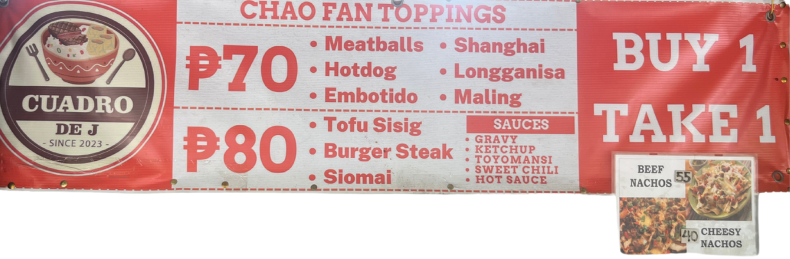 CUADRO
DE J
- SINCE 2023 -
CHAO FAN TOPPINGS
₱70
• Meatballs
• Hotdog
• Embotido
• Shanghai
• Longganisa
• Maling
₱80
• Tofu Sisig
• Burger Steak
• Siomai
SAUCES
• GRAVY
• KETCHUP
• TOYOMANSI
• SWEET CHILI
• HOT SAUCE
BUY 1
TAKE 1
BEEF
NACHOS 55
40 CHEESY
NACHOS